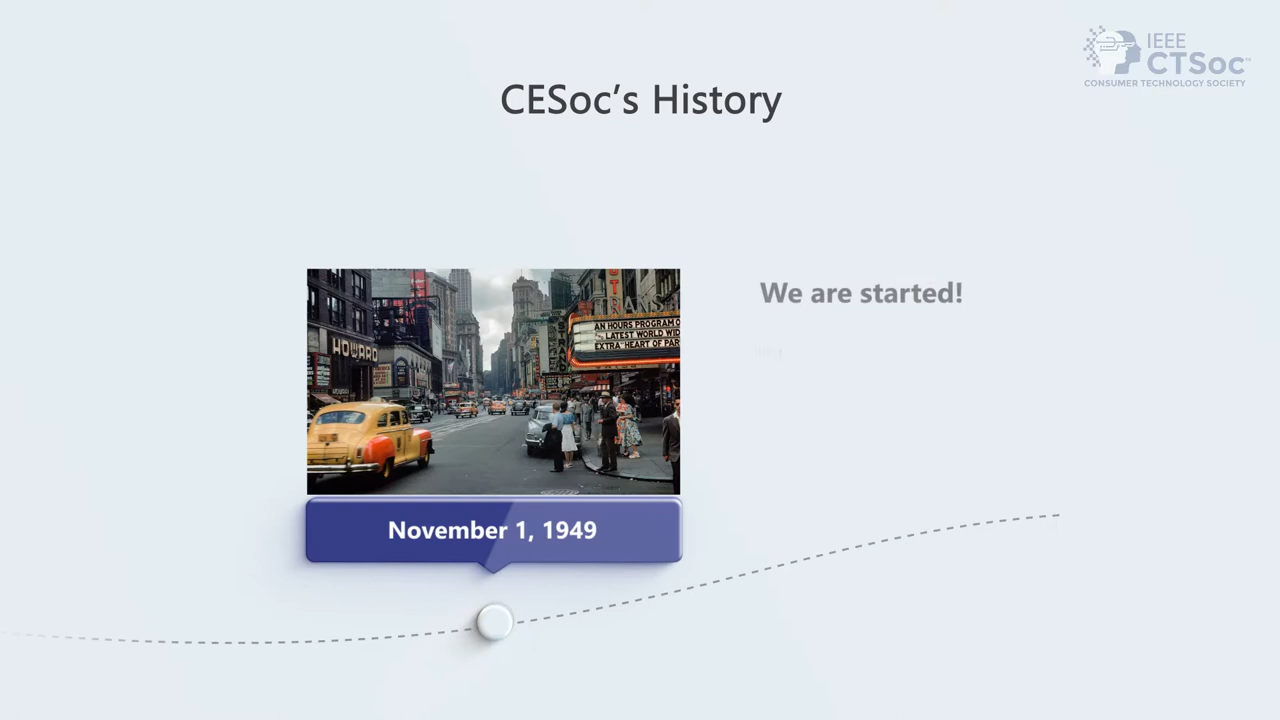 IEEE
CTSoc™
CONSUMER TECHNOLOGY SOCIETY
CESoc’s History
We are started!
HOWARD
AN HOURS PROGRAM O
LATEST WORLD WID
EXTRA HEART OF PAR
November 1, 1949